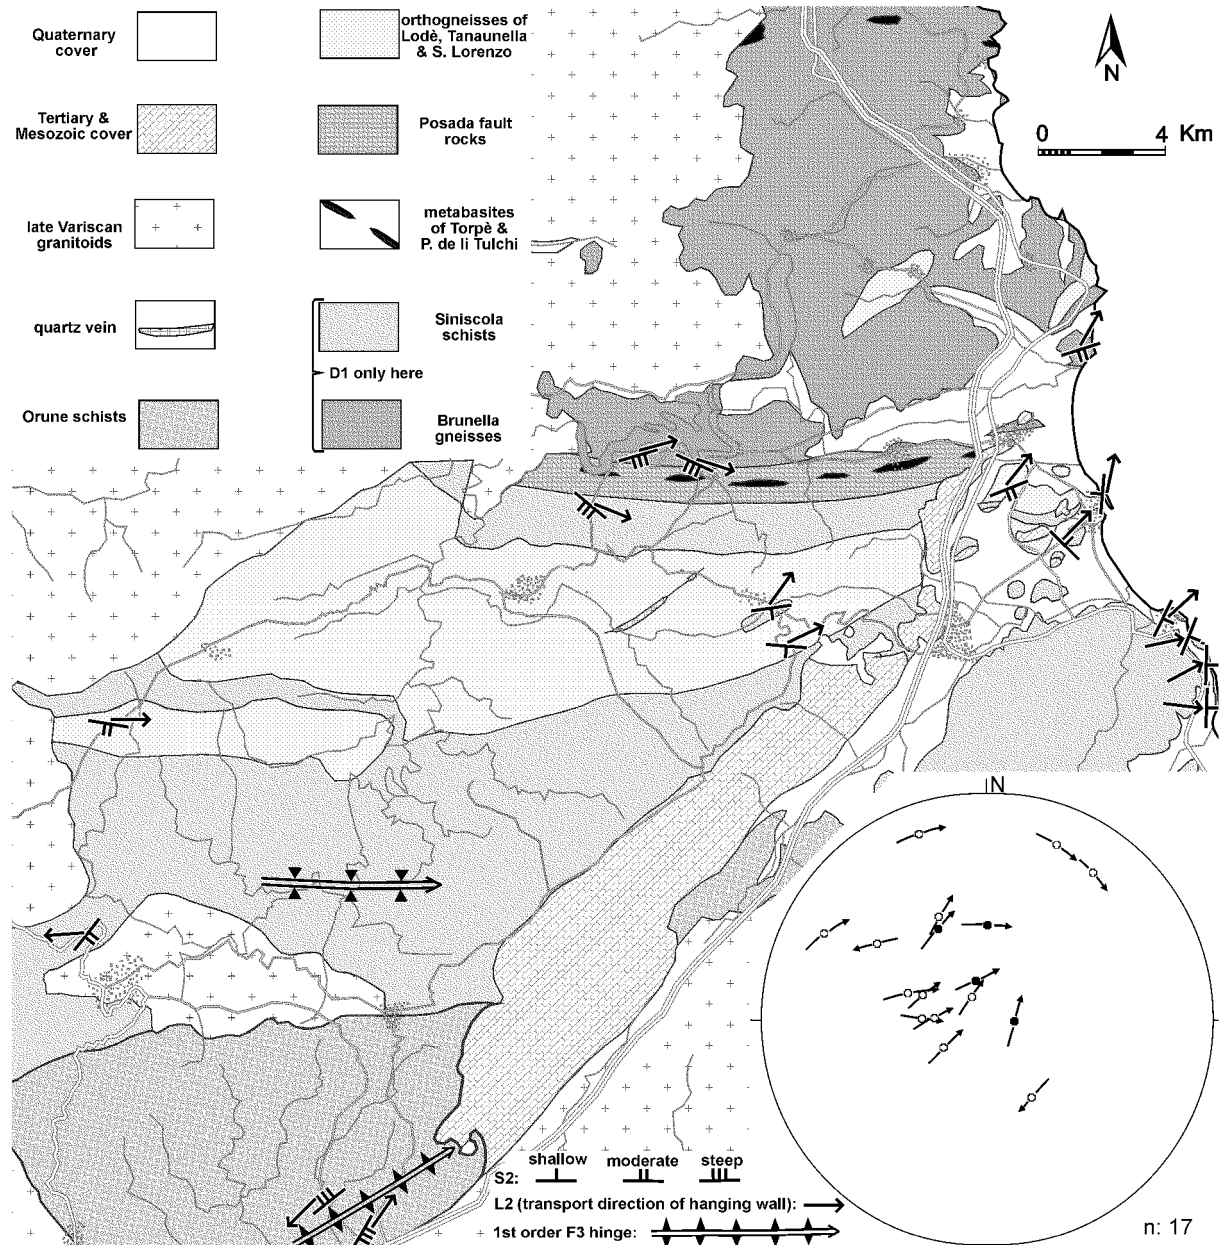 Quaternary
cover
orthogneisses of
Lodè, Tanaunella
& S. Lorenzo
N
Tertiary &
Mesozoic cover
Posada fault
rocks
0 4 Km
late Variscan
granitoids
metabasites
of Torpè &
P. de li Tulchi
quartz vein
Siniscola
schists
D1 only here
Orune schists
Brunella
gneisses
N
n: 17
S2: shallow moderate steep
L2 (transport direction of hanging wall):
1st order F3 hinge: